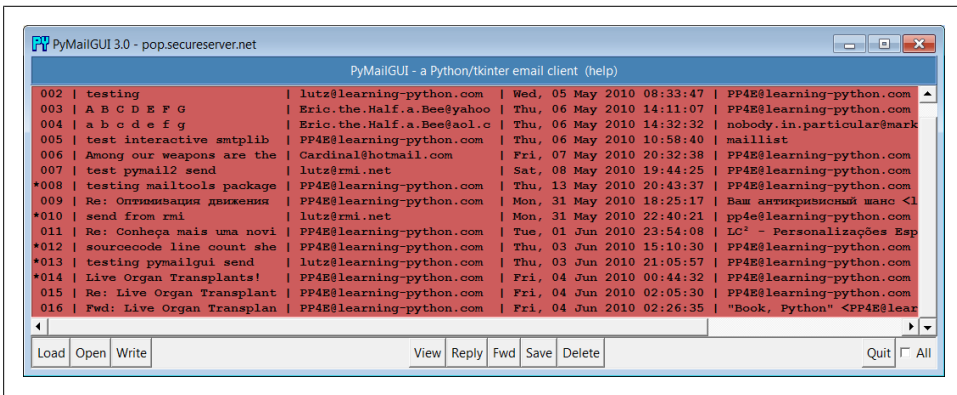 PY PyMailGUI 3.0 - pop.secureserver.net
PyMailGUI - a Python/tkinter email client (help)
002 | testing | lutz@learning-python.com | Wed, 05 May 2010 08:33:47 | PP4E@learning-python.com
003 | A B C D E F G | Eric.the.Half.a.Bee@yahoo | Thu, 06 May 2010 14:11:07 | PP4E@learning-python.com
004 | a b c d e f g | Eric.the.Half.a.Bee@aol.c | Thu, 06 May 2010 14:32:32 | nobody.in.particular@mark
005 | test interactive smtplib | PP4E@learning-python.com | Thu, 06 May 2010 10:58:40 | maillist
006 | Among our weapons are the | Cardinal@hotmail.com | Fri, 07 May 2010 20:32:38 | PP4E@learning-python.com
007 | test pymail2 send | lutz@rmi.net | Sat, 08 May 2010 19:44:25 | PP4E@learning-python.com
*008 | testing mailtools package | PP4E@learning-python.com | Thu, 13 May 2010 20:43:37 | PP4E@learning-python.com
009 | Re: Оптимизация движения | PP4E@learning-python.com | Mon, 31 May 2010 18:25:17 | Ваш антикризисный шанс <l
*010 | send from rmi | lutz@rmi.net | Mon, 31 May 2010 22:40:21 | pp4e@learning-python.com
011 | Re: Conheça mais uma novi | PP4E@learning-python.com | Tue, 01 Jun 2010 23:54:08 | LC² - Personalizações Esp
*012 | sourcecode line count she | PP4E@learning-python.com | Thu, 03 Jun 2010 15:10:30 | PP4E@learning-python.com
*013 | testing pymailgui send | lutz@learning-python.com | Thu, 03 Jun 2010 21:05:57 | PP4E@learning-python.com
*014 | Live Organ Transplants! | PP4E@learning-python.com | Fri, 04 Jun 2010 00:44:32 | PP4E@learning-python.com
015 | Re: Live Organ Transplant | PP4E@learning-python.com | Fri, 04 Jun 2010 02:05:30 | PP4E@learning-python.com
016 | Fwd: Live Organ Transplan | PP4E@learning-python.com | Fri, 04 Jun 2010 02:26:35 | "Book, Python" <PP4E@lear
Load Open Write View Reply Fwd Save Delete Quit All